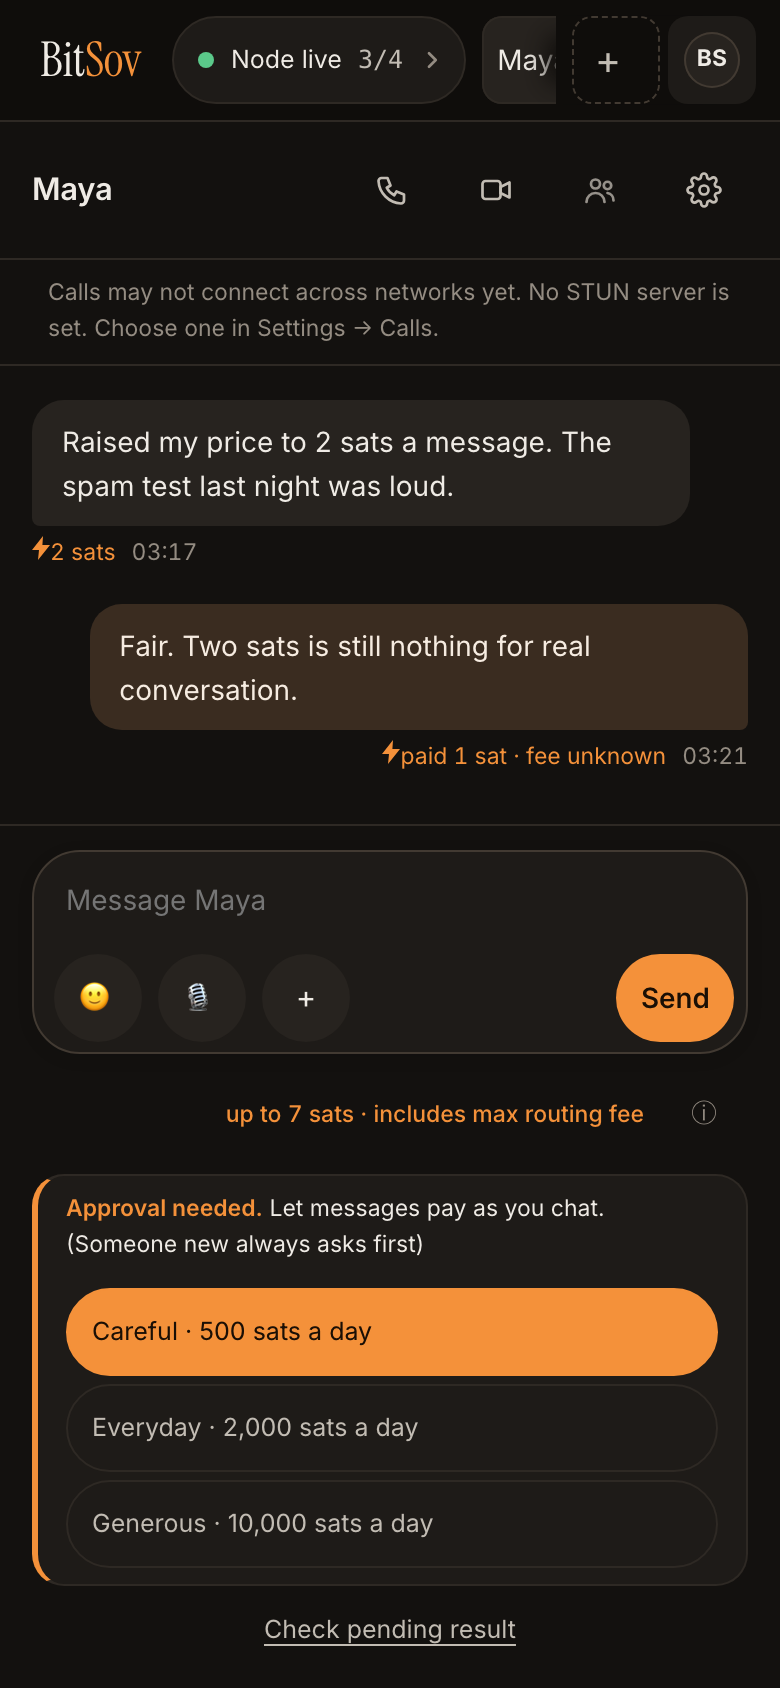 BitSov
Node live 3/4
May
+
BS
Maya
Calls may not connect across networks yet. No STUN server is
set. Choose one in Settings → Calls.
Raised my price to 2 sats a message. The
spam test last night was loud.
2 sats 03:17
Fair. Two sats is still nothing for real
conversation.
paid 1 sat · fee unknown 03:21
Message Maya
+
Send
up to 7 sats · includes max routing fee ⓘ
Approval needed. Let messages pay as you chat.
(Someone new always asks first)
Careful · 500 sats a day
Everyday · 2,000 sats a day
Generous · 10,000 sats a day
Check pending result